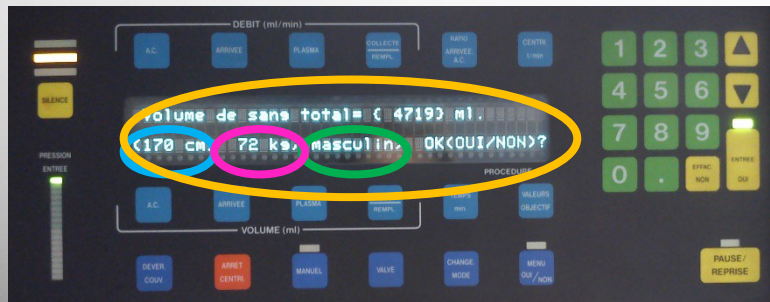 DEBIT (ml/min)
A.C.
ARRIVEE
PLASMA
COLLECTE
REMPL.
RATIO
ARRIVEE
A.C.
CENTRI.
t/min
1 2 3
4 5 6
7 8 9
0 .
EFFAC.
NON
ENTREE
OUI
SILENCE
Volume de sang total= ( 4719) ml.
(170 cm. 72 kg, masculin) OK(OUI/NON)?
PRESSION
ENTREE
PROCEDURE
A.C.
ARRIVEE
PLASMA
REMPL.
TEMPS
min
VALEURS
OBJECTIF
VOLUME (ml)
DEVER.
COUV.
ARRET
CENTRI.
MANUEL
VALVE
CHANGE.
MODE
MENU
OUI/NON
PAUSE/
REPRISE